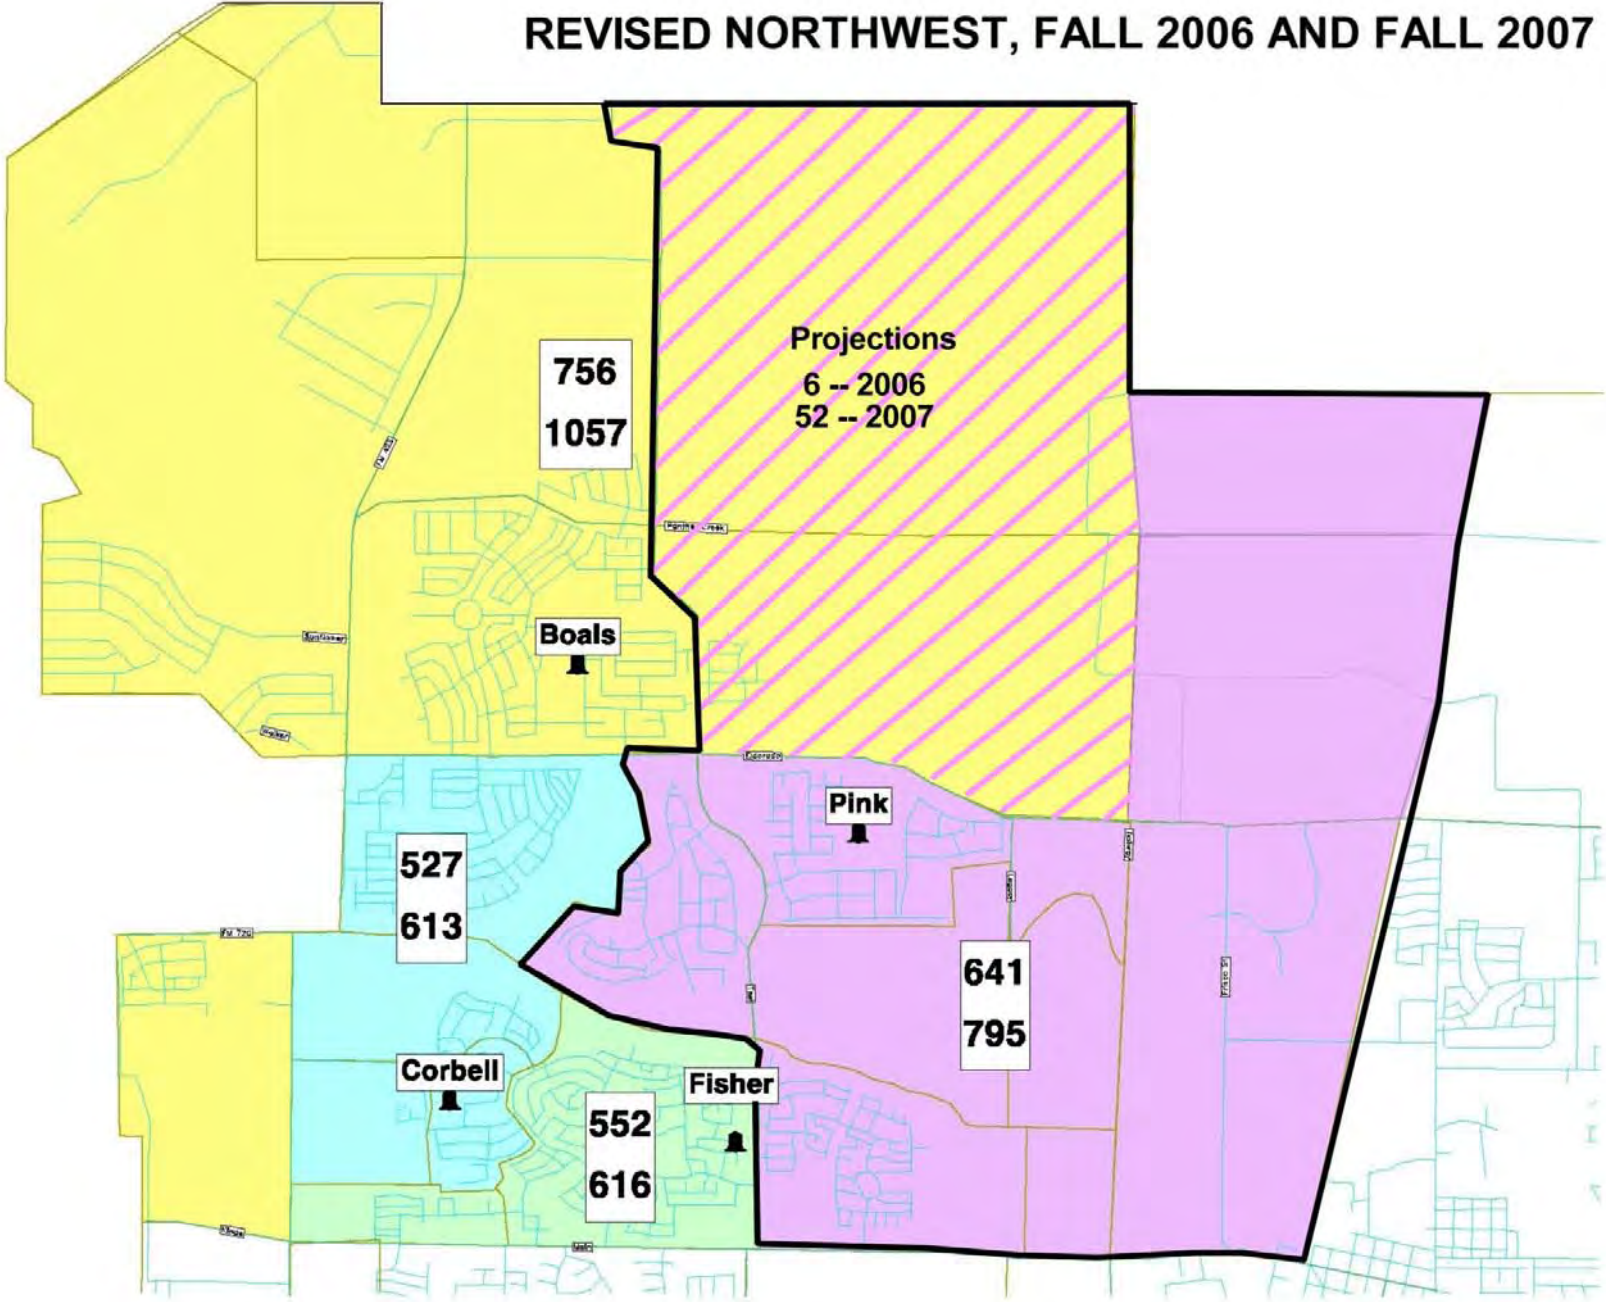 REVISED NORTHWEST, FALL 2006 AND FALL 2007
Projections
6 -- 2006
52 -- 2007
756
1057
Boals
Eldorado
Pink
527
613
FM 720
641
795
Corbell
Fisher
552
616
Main